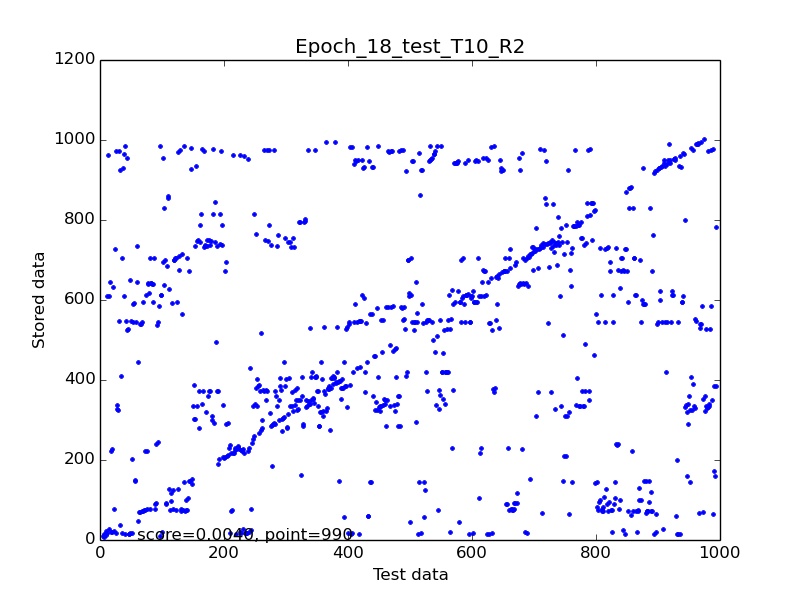 Epoch_18_test_T10_R2
1200
1000
800
600
400
200
0
Stored data
score=0.0040, point=990
0 200 400 600 800 1000
Test data